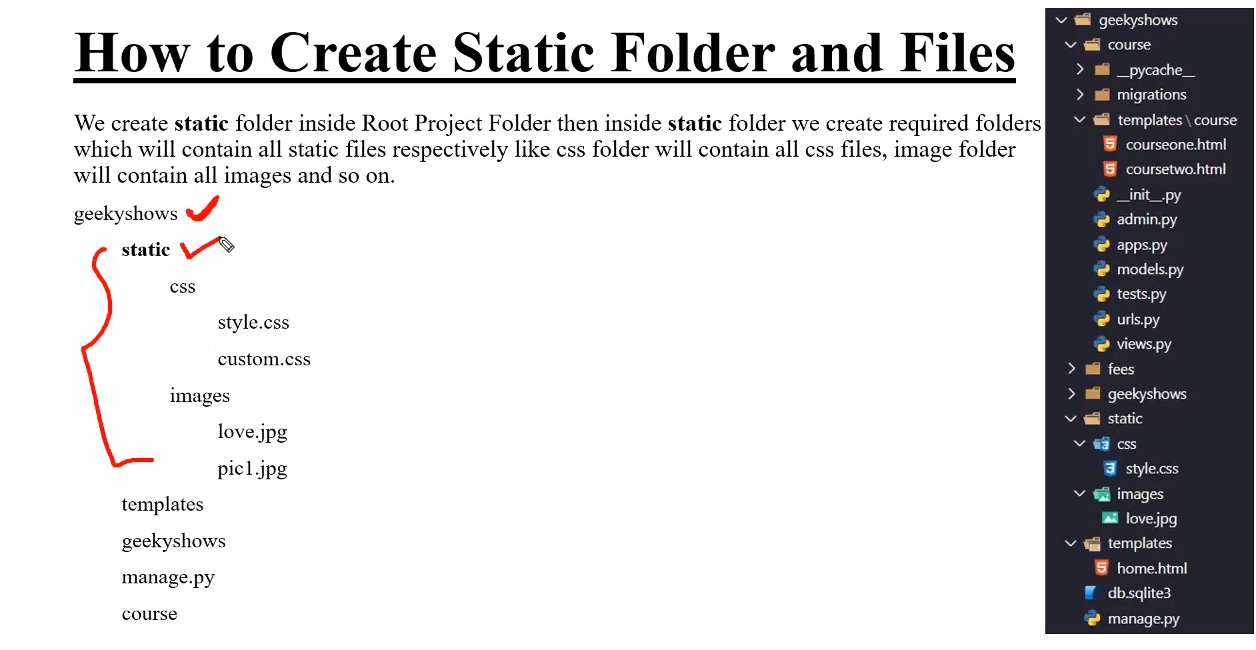 How to Create Static Folder and Files
We create static folder inside Root Project Folder then inside static folder we create required folders
which will contain all static files respectively like css folder will contain all css files, image folder
will contain all images and so on.
geekyshows
static
css
style.css
custom.css
images
love.jpg
pic1.jpg
templates
geekyshows
manage.py
course
geekyshows
course
__pycache__
migrations
templates \ course
courseone.html
coursetwo.html
__init__.py
admin.py
apps.py
models.py
tests.py
urls.py
views.py
fees
geekyshows
static
css
style.css
images
love.jpg
templates
home.html
db.sqlite3
manage.py